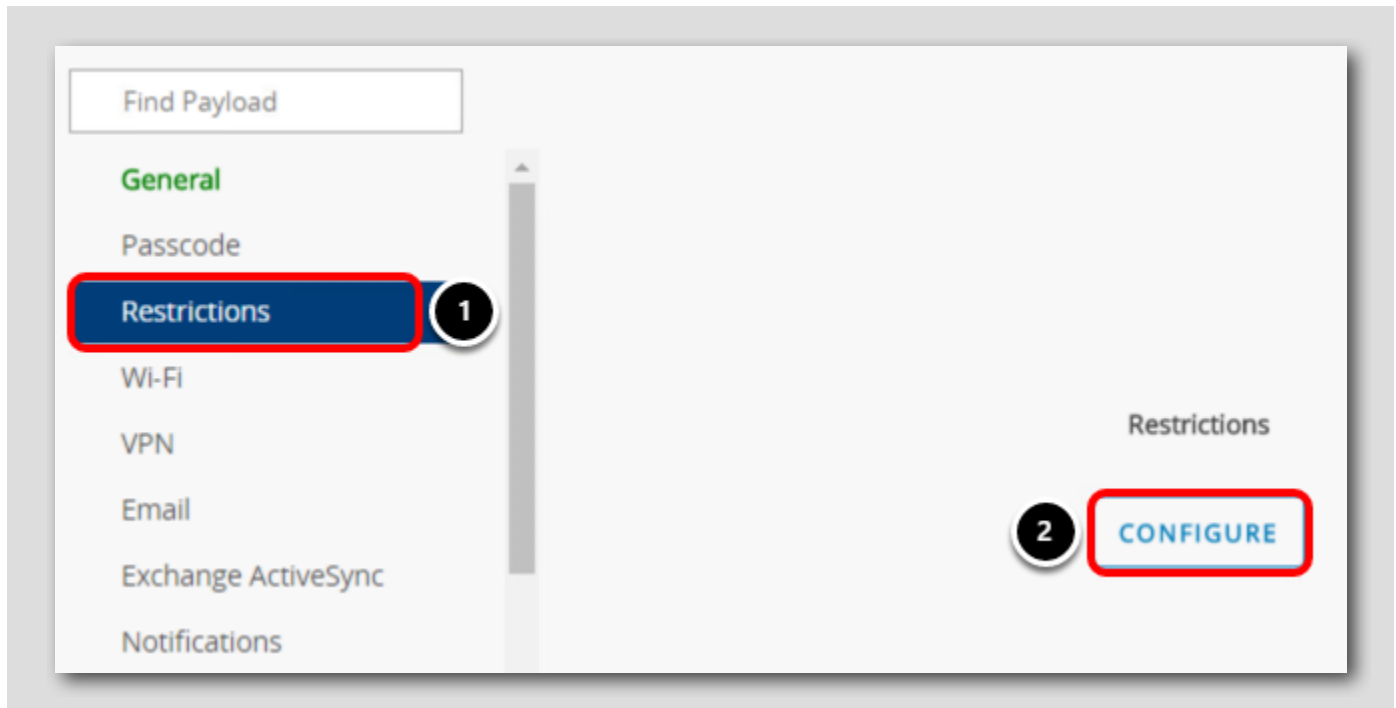 Find Payload
General
Passcode
Restrictions
1
Wi-Fi
VPN
Email
Exchange ActiveSync
Notifications
Restrictions
2
CONFIGURE